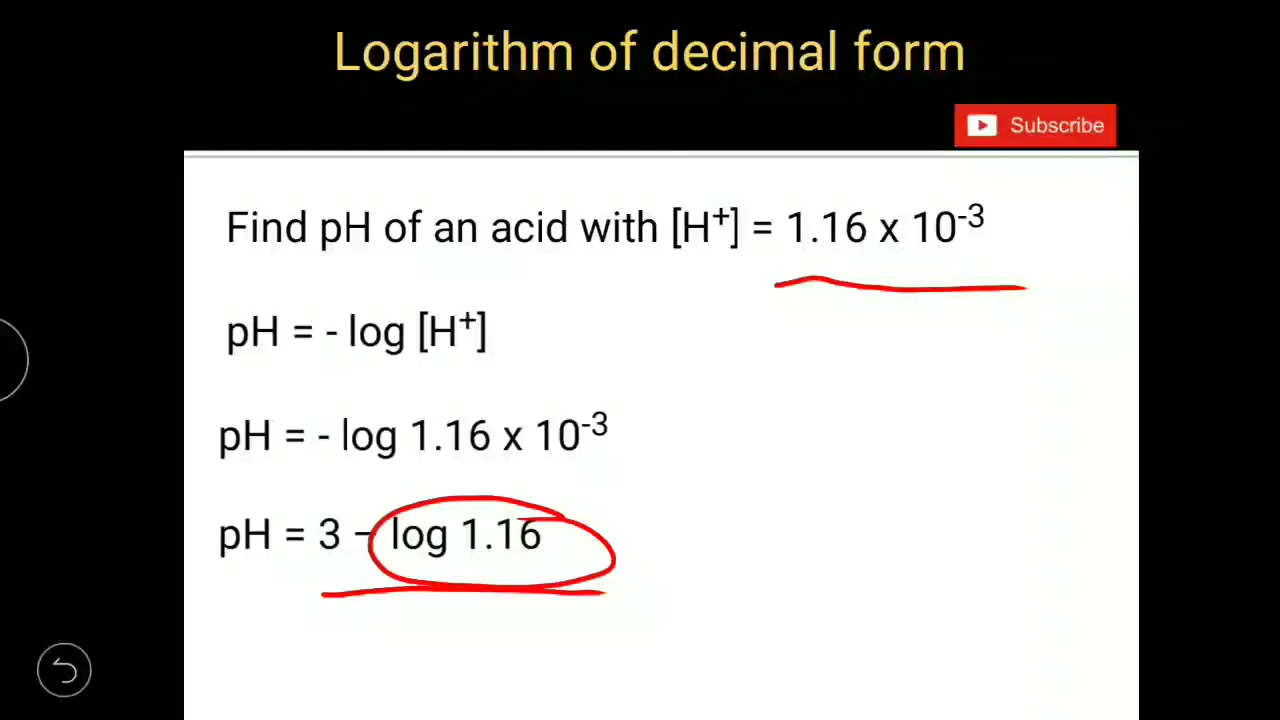 Logarithm of decimal form
Subscribe
Find pH of an acid with [H⁺] = 1.16 x 10⁻³
pH = - log [H⁺]
pH = - log 1.16 x 10⁻³
pH = 3 – log 1.16